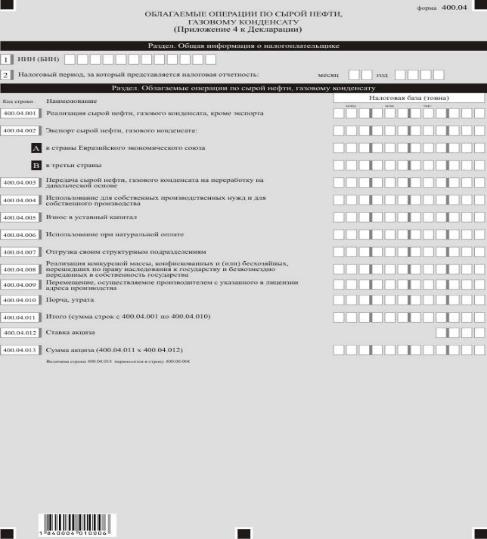 форма 400.04
ОБЛАГАЕМЫЕ ОПЕРАЦИИ ПО СЫРОЙ НЕФТИ,
ГАЗОВОМУ КОНДЕНСАТУ
(Приложение 4 к Декларации)
Раздел. Общая информация о налогоплательщике
1 ИИН (БИН)
2 Налоговый период, за который представляется налоговая отчетность: месяц год
Раздел. Облагаемые операции по сырой нефти, газовому конденсату
Код строки Наименование Налоговая база (тонна)
400.04.001 Реализация сырой нефти, газового конденсата, кроме экспорта
400.04.002 Экспорт сырой нефти, газового конденсата:
A в страны Евразийского экономического союза
B в третьи страны
400.04.003 Передача сырой нефти, газового конденсата на переработку на
давальческой основе
400.04.004 Использование для собственных производственных нужд и для
собственного производства
400.04.005 Взнос в уставный капитал
400.04.006 Использование при натуральной оплате
400.04.007 Отгрузка своим структурным подразделениям
400.04.008 Реализация конкурсной массы, конфискованных и (или) бесхозяйных,
перешедших по праву наследования к государству и безвозмездно
переданных в собственность государства
400.04.009 Перемещение, осуществляемое производителем с указанного в лицензии
адреса производства
400.04.010 Порча, утрата
400.04.011 Итого (сумма строк с 400.04.001 по 400.04.010)
400.04.012 Ставка акциза
400.04.013 Сумма акциза (400.04.011 x 400.04.012)
Величина строки 400.04.013 переносится в строку 400.00.004